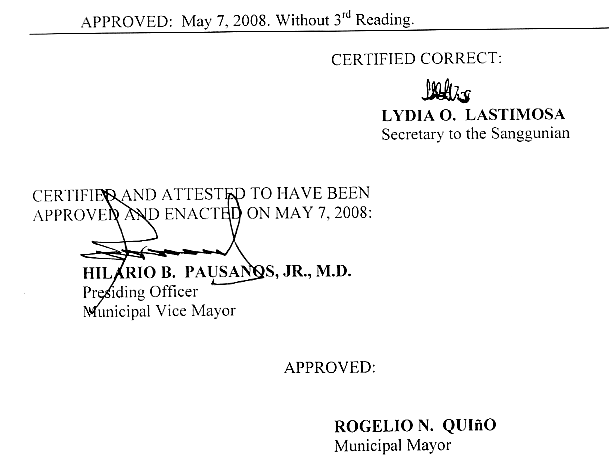 APPROVED: May 7, 2008. Without 3rd Reading.
CERTIFIED CORRECT:
LYDIA O. LASTIMOSA
Secretary to the Sanggunian
CERTIFIED AND ATTESTED TO HAVE BEEN
APPROVED AND ENACTED ON MAY 7, 2008:
HILARIO B. PAUSANOS, JR., M.D.
Presiding Officer
Municipal Vice Mayor
APPROVED:
ROGELIO N. QUIñO
Municipal Mayor